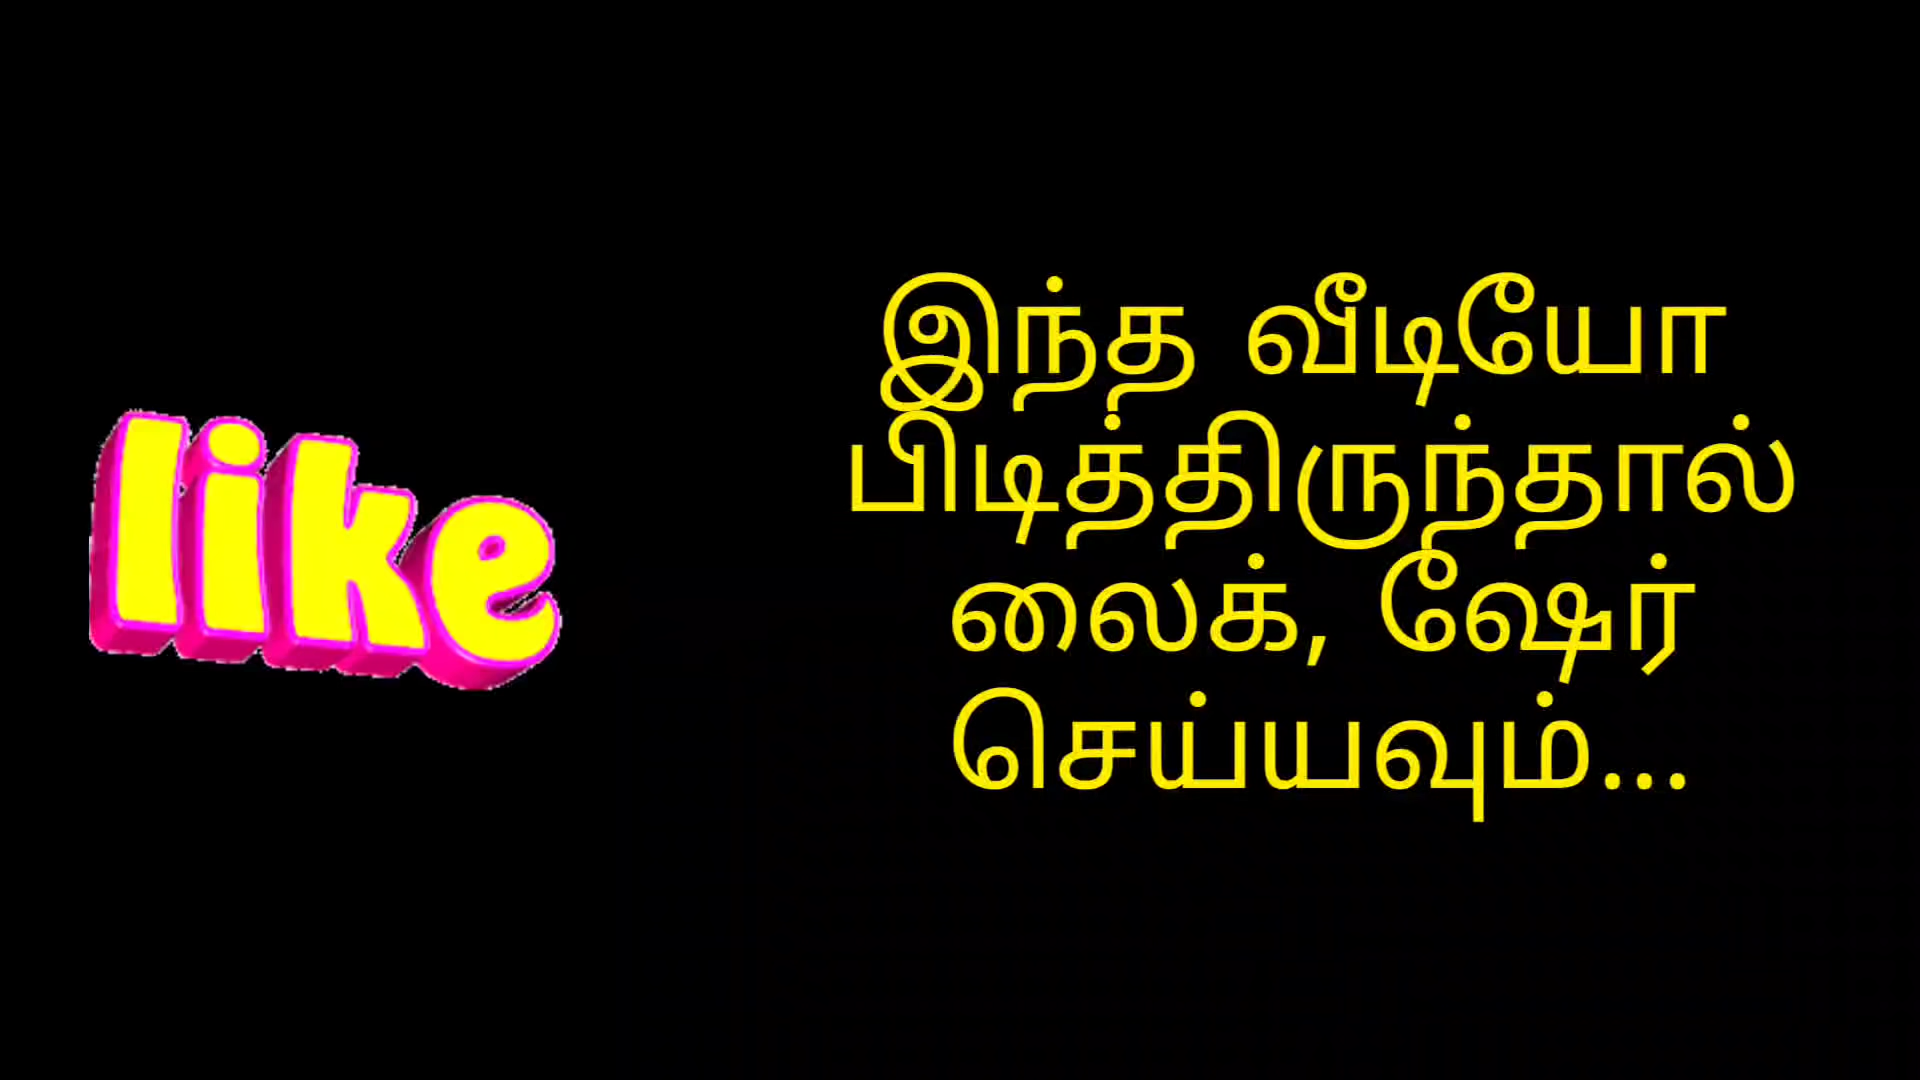 like
இந்த வீடியோ
பிடித்திருந்தால்
லைக், ஷேர்
செய்யவும்...